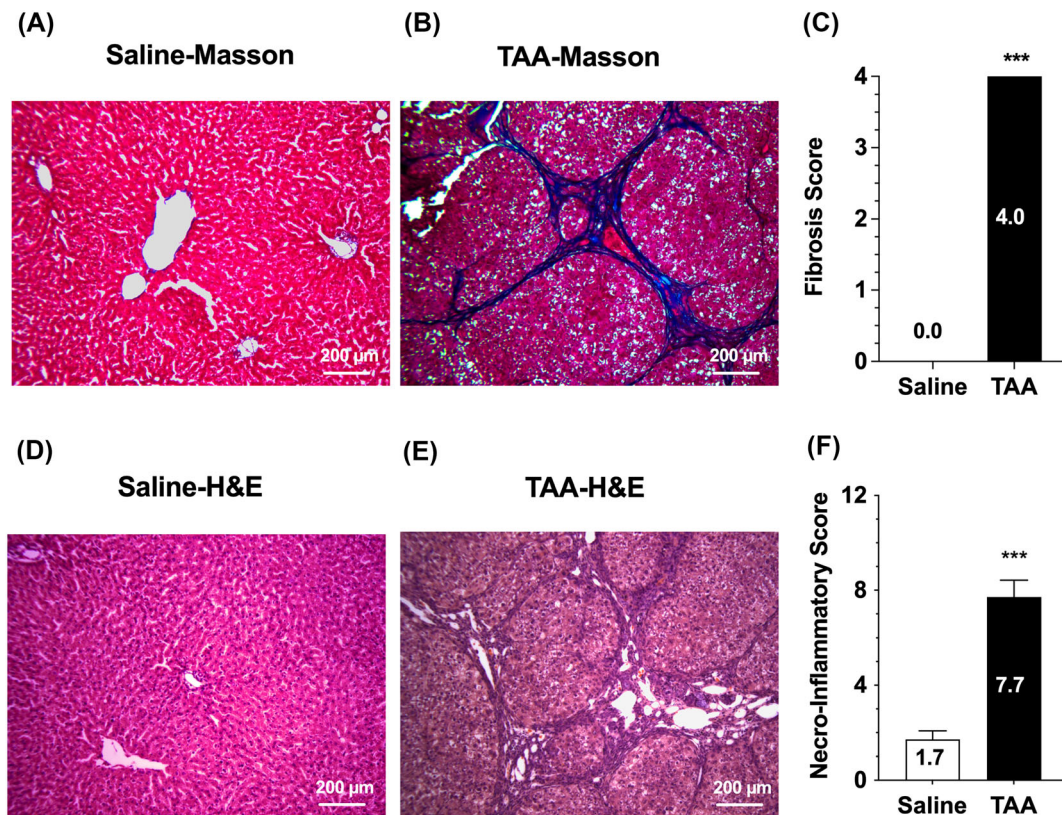 (A)
Saline-Masson
200 µm
(B)
TAA-Masson
200 µm
(C)
Fibrosis Score
4
3
2
1
0
***
0.0
4.0
Saline TAA
(D)
Saline-H&E
200 µm
(E)
TAA-H&E
200 µm
(F)
Necro-Inflammatory Score
12
8
4
0
***
1.7
7.7
Saline TAA